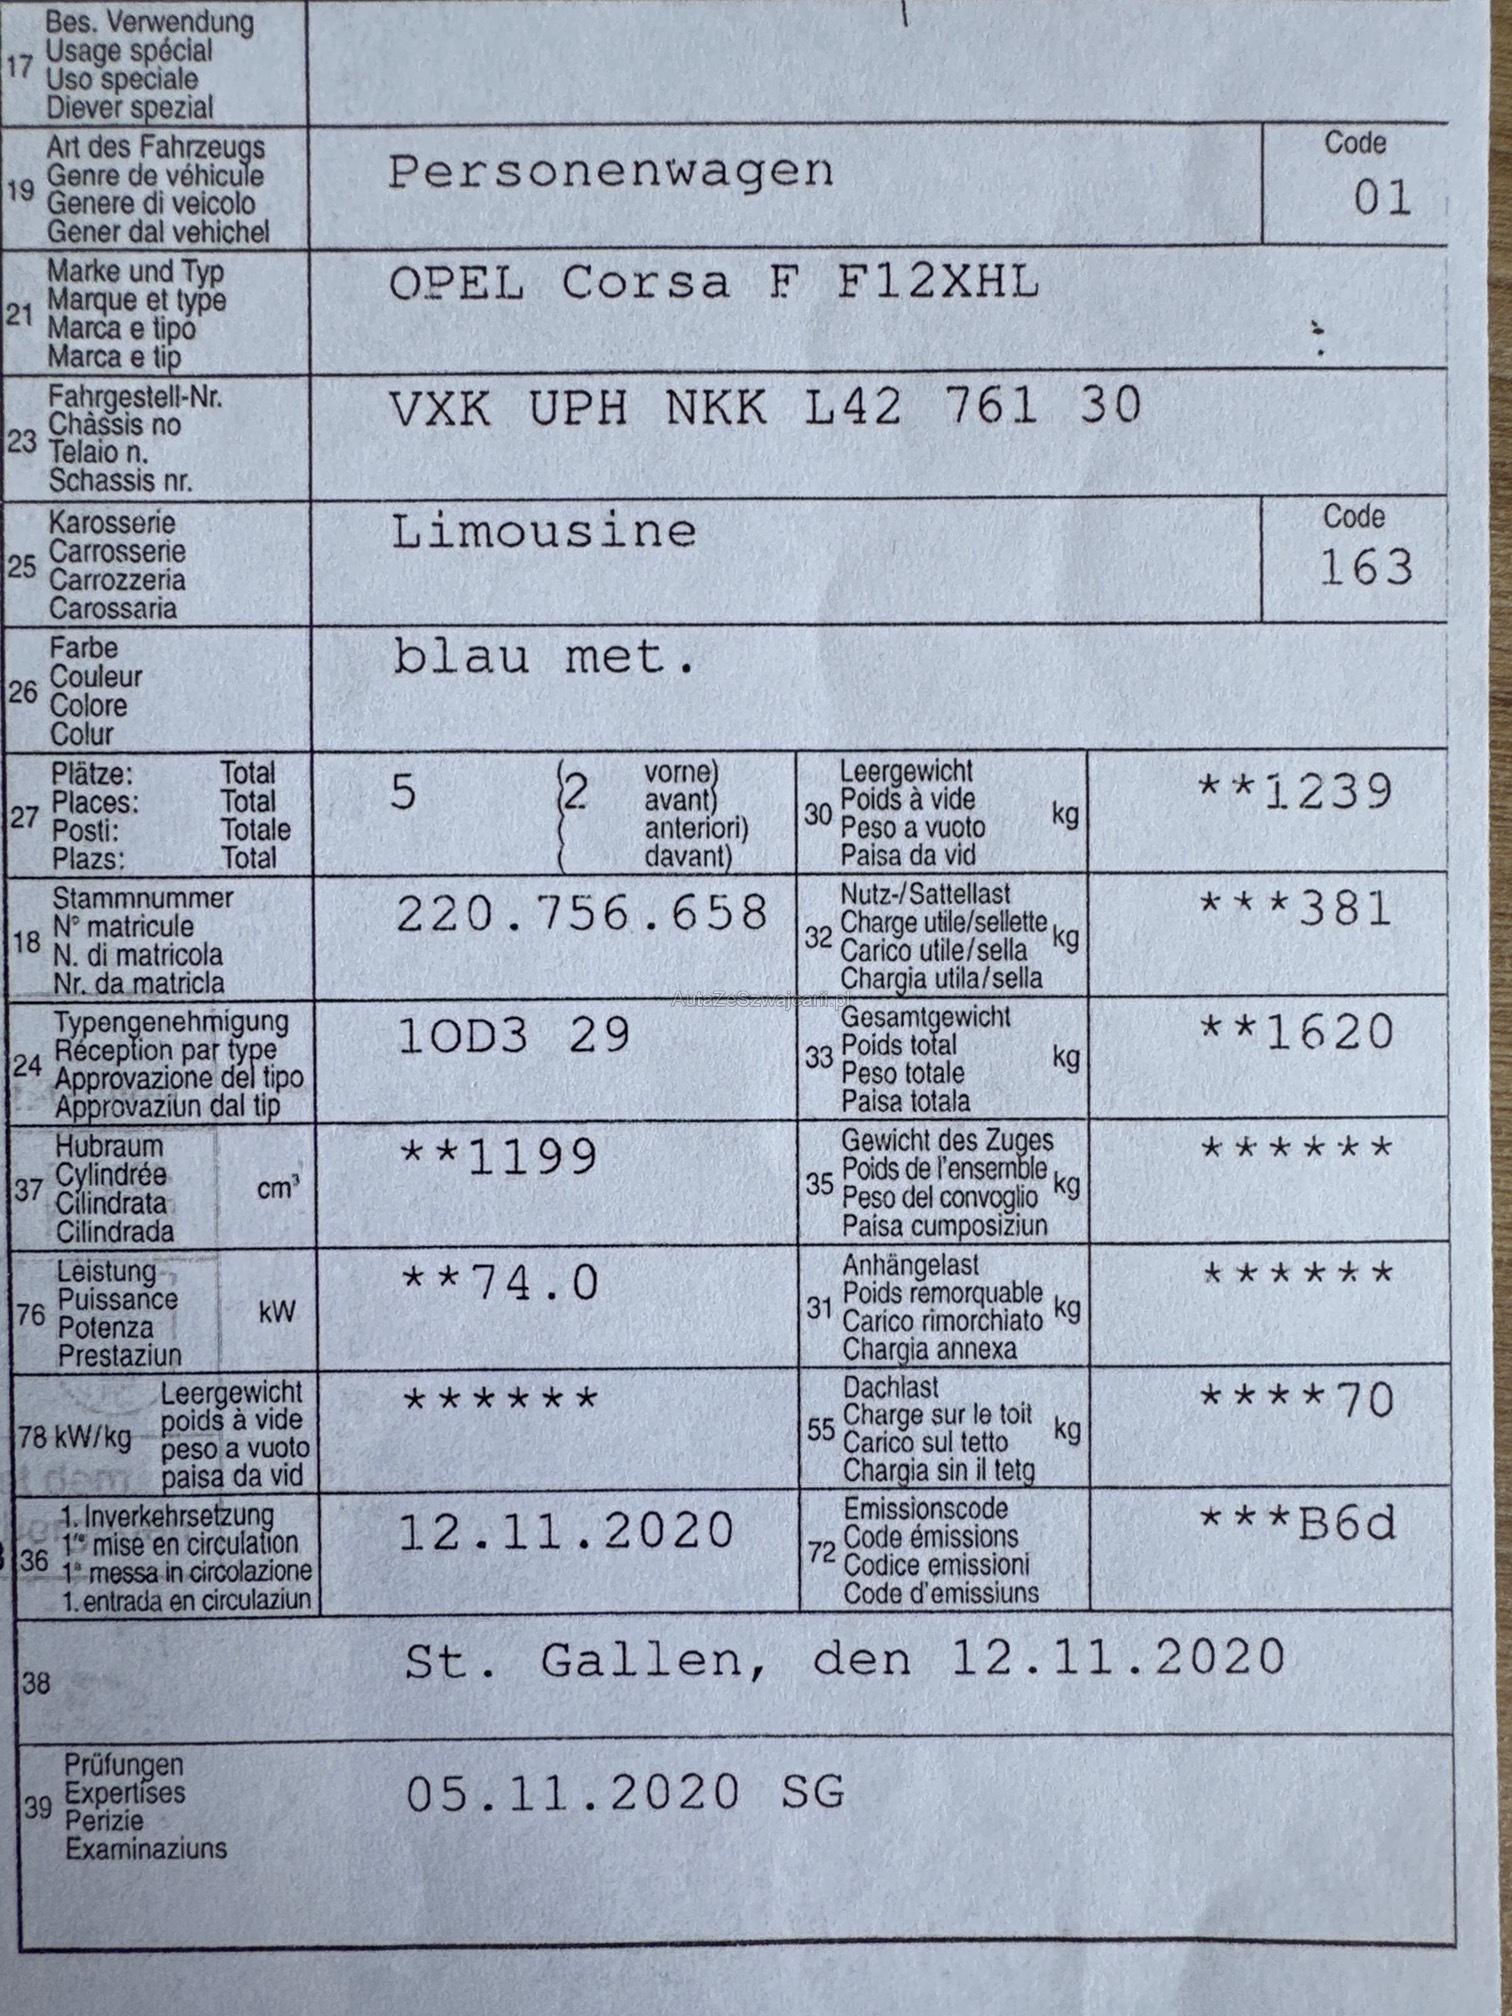 17 Bes. Verwendung
Usage spécial
Uso speciale
Diever spezial
19 Art des Fahrzeugs
Genre de véhicule
Genere di veicolo
Gener dal vehichel
Personenwagen
Code
01
21 Marke und Typ
Marque et type
Marca e tipo
Marca e tip
OPEL Corsa F F12XHL
23 Fahrgestell-Nr.
Châssis no
Telaio n.
Schassis nr.
VXK UPH NKK L42 761 30
25 Karosserie
Carrosserie
Carrozzeria
Carossaria
Limousine
Code
163
26 Farbe
Couleur
Colore
Colur
blau met.
27 Plätze: Total
Places: Total
Posti: Totale
Plazs: Total
5 (2 vorne)
( avant)
( anteriori)
( davant)
30 Leergewicht
Poids à vide
Peso a vuoto
Paisa da vid
kg
**1239
18 Stammnummer
N° matricule
N. di matricola
Nr. da matricla
220.756.658
32 Nutz-/Sattellast
Charge utile/sellette
Carico utile/sella
Chargia utila/sella
kg
***381
AutaZeSzwajcarii.pl
24 Typengenehmigung
Réception par type
Approvazione del tipo
Approvaziun dal tip
1OD3 29
33 Gesamtgewicht
Poids total
Peso totale
Paisa totala
kg
**1620
37 Hubraum
Cylindrée
Cilindrata
Cilindrada
cm³
**1199
35 Gewicht des Zuges
Poids de l'ensemble
Peso del convoglio
Paisa cumposiziun
kg
******
76 Leistung
Puissance
Potenza
Prestaziun
kW
**74.0
31 Anhängelast
Poids remorquable
Carico rimorchiato
Chargia annexa
kg
******
78 kW/kg Leergewicht
poids à vide
peso a vuoto
paisa da vid
******
55 Dachlast
Charge sur le toit
Carico sul tetto
Chargia sin il tetg
kg
****70
36 1. Inverkehrsetzung
1re mise en circulation
1a messa in circolazione
1. entrada en circulaziun
12.11.2020
72 Emissionscode
Code émissions
Codice emissioni
Code d'emissiuns
***B6d
38 St. Gallen, den 12.11.2020
39 Prüfungen
Expertises
Perizie
Examinaziuns
05.11.2020 SG